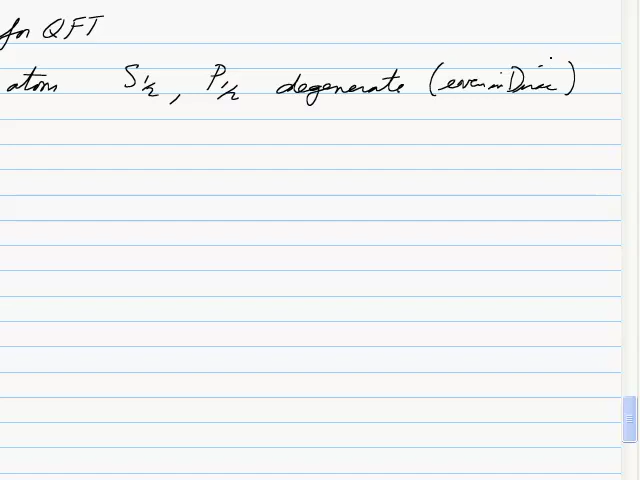 for QFT
atoms S1/2, P1/2 degenerate (even in Dirac)